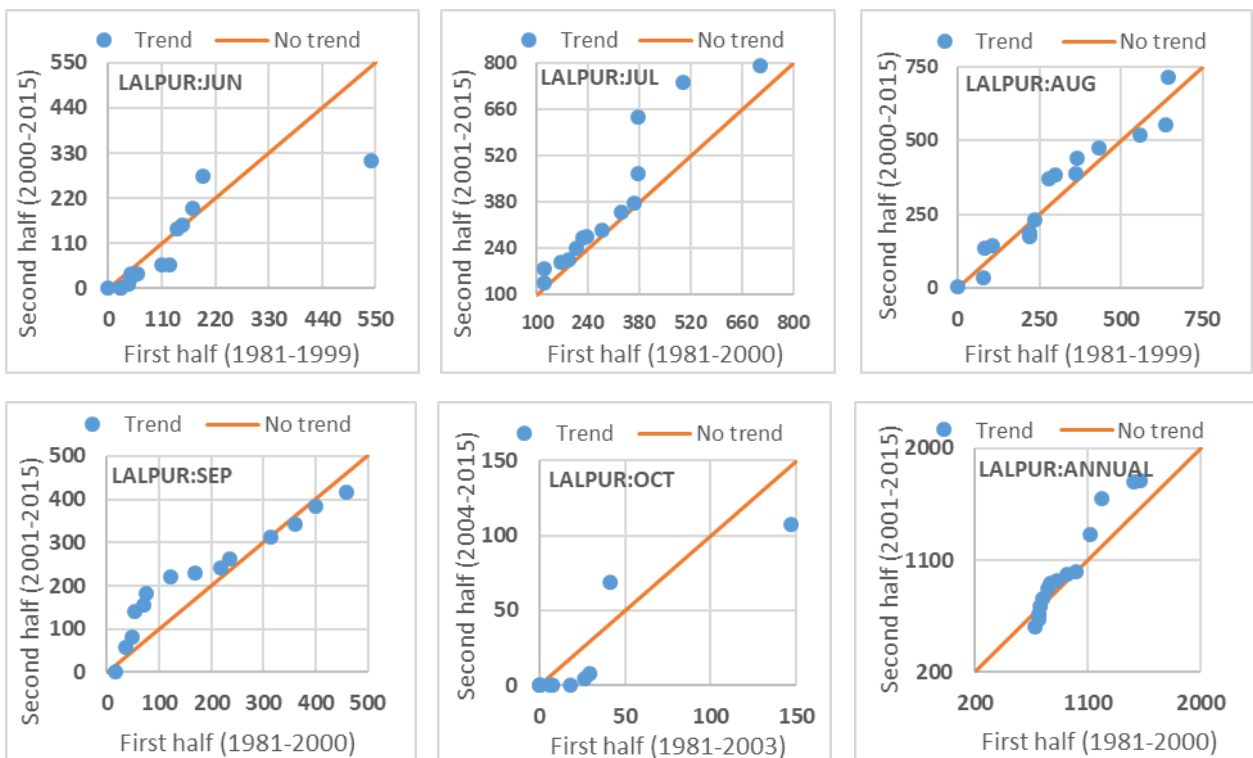 Trend No trend
550
440
330
220
110
0
LALPUR:JUN
0 110 220 330 440 550
First half (1981-1999)
Second half (2000-2015)
Trend No trend
800
660
520
380
240
100
LALPUR:JUL
100 240 380 520 660 800
First half (1981-2000)
Second half (2001-2015)
Trend No trend
750
500
250
0
LALPUR:AUG
0 250 500 750
First half (1981-1999)
Second half (2000-2015)
Trend No trend
500
400
300
200
100
0
LALPUR:SEP
0 100 200 300 400 500
First half (1981-2000)
Second half (2001-2015)
Trend No trend
150
100
50
0
LALPUR:OCT
0 50 100 150
First half (1981-2003)
Second half (2004-2015)
Trend No trend
2000
1100
200
LALPUR:ANNUAL
200 1100 2000
First half (1981-2000)
Second half (2001-2015)